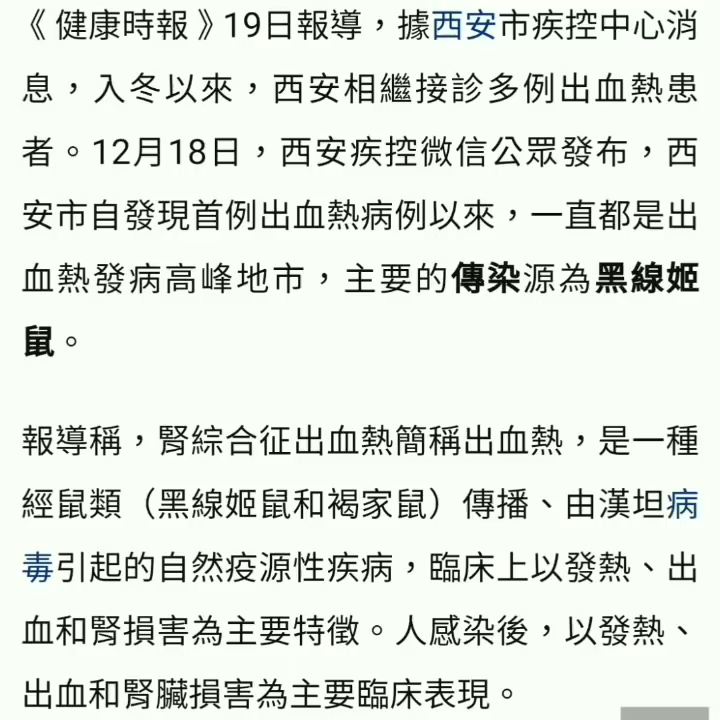 《 健康時報 》19日報導，據西安市疾控中心消
息，入冬以來，西安相繼接診多例出血熱患
者。12月18日，西安疾控微信公眾發布，西
安市自發現首例出血熱病例以來，一直都是出
血熱發病高峰地市，主要的傳染源為黑線姬
鼠。
報導稱，腎綜合征出血熱簡稱出血熱，是一種
經鼠類（黑線姬鼠和褐家鼠）傳播、由漢坦病
毒引起的自然疫源性疾病，臨床上以發熱、出
血和腎損害為主要特徵。人感染後，以發熱、
出血和腎臟損害為主要臨床表現。